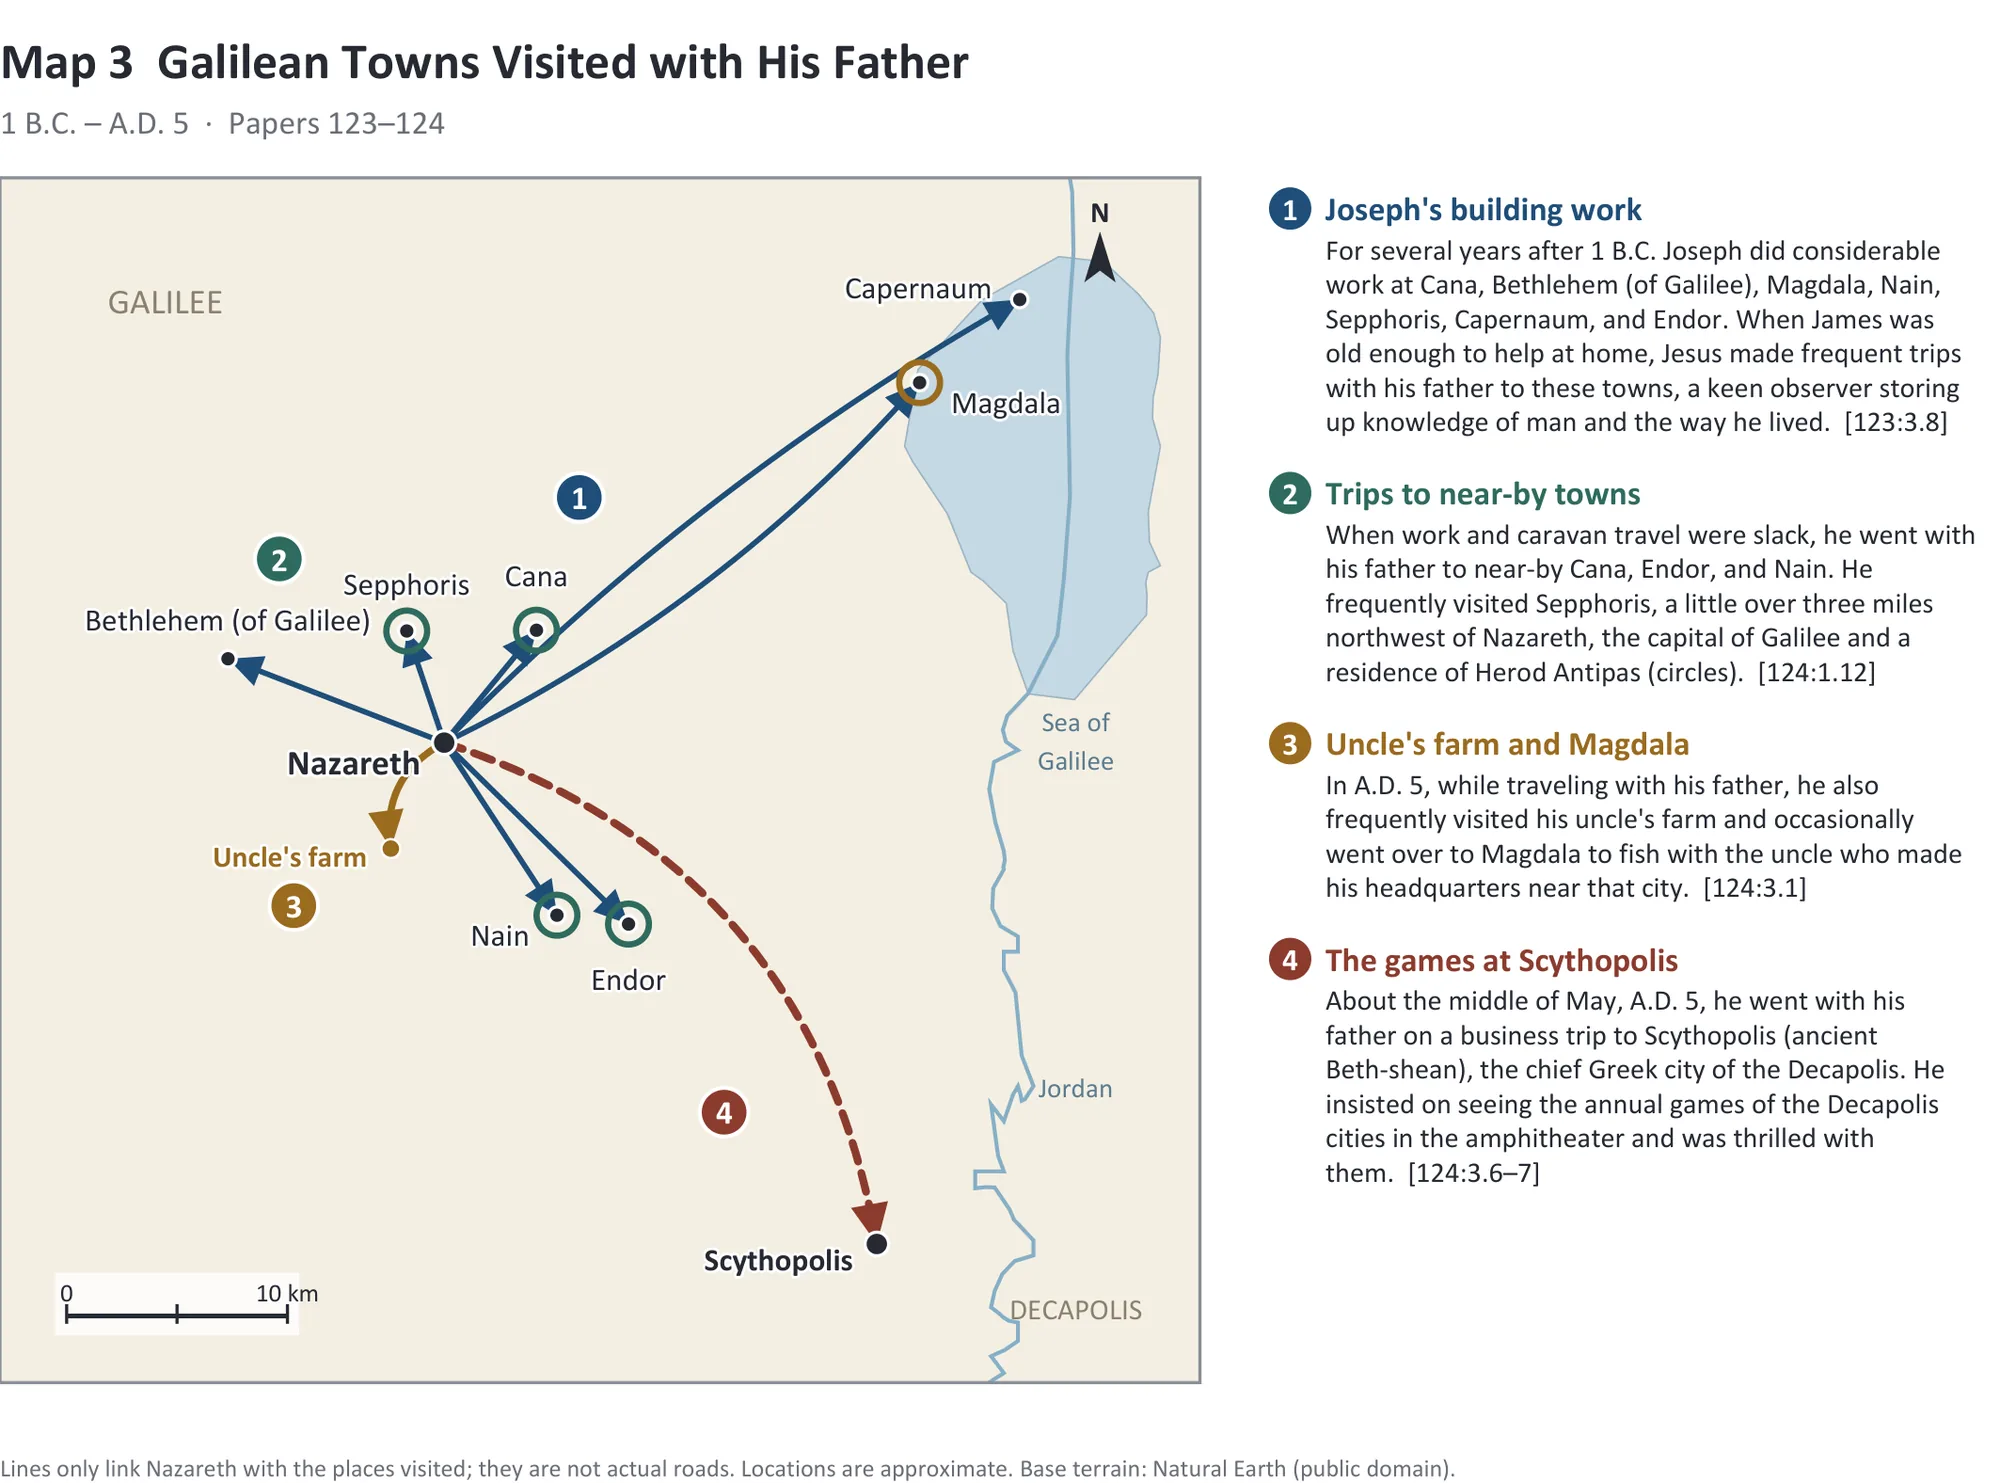 Map 3  Galilean Towns Visited with His Father
1 B.C. – A.D. 5  ·  Papers 123–124
N
GALILEE
Capernaum
Magdala
1
2
Sepphoris
Cana
Bethlehem (of Galilee)
Nazareth
Sea of
Galilee
Uncle's farm
3
Nain
Endor
Jordan
4
Scythopolis
0
10 km
DECAPOLIS
1 Joseph's building work
For several years after 1 B.C. Joseph did considerable
work at Cana, Bethlehem (of Galilee), Magdala, Nain,
Sepphoris, Capernaum, and Endor. When James was
old enough to help at home, Jesus made frequent trips
with his father to these towns, a keen observer storing
up knowledge of man and the way he lived.  [123:3.8]
2 Trips to near-by towns
When work and caravan travel were slack, he went with
his father to near-by Cana, Endor, and Nain. He
frequently visited Sepphoris, a little over three miles
northwest of Nazareth, the capital of Galilee and a
residence of Herod Antipas (circles).  [124:1.12]
3 Uncle's farm and Magdala
In A.D. 5, while traveling with his father, he also
frequently visited his uncle's farm and occasionally
went over to Magdala to fish with the uncle who made
his headquarters near that city.  [124:3.1]
4 The games at Scythopolis
About the middle of May, A.D. 5, he went with his
father on a business trip to Scythopolis (ancient
Beth-shean), the chief Greek city of the Decapolis. He
insisted on seeing the annual games of the Decapolis
cities in the amphitheater and was thrilled with
them.  [124:3.6–7]
Lines only link Nazareth with the places visited; they are not actual roads. Locations are approximate. Base terrain: Natural Earth (public domain).